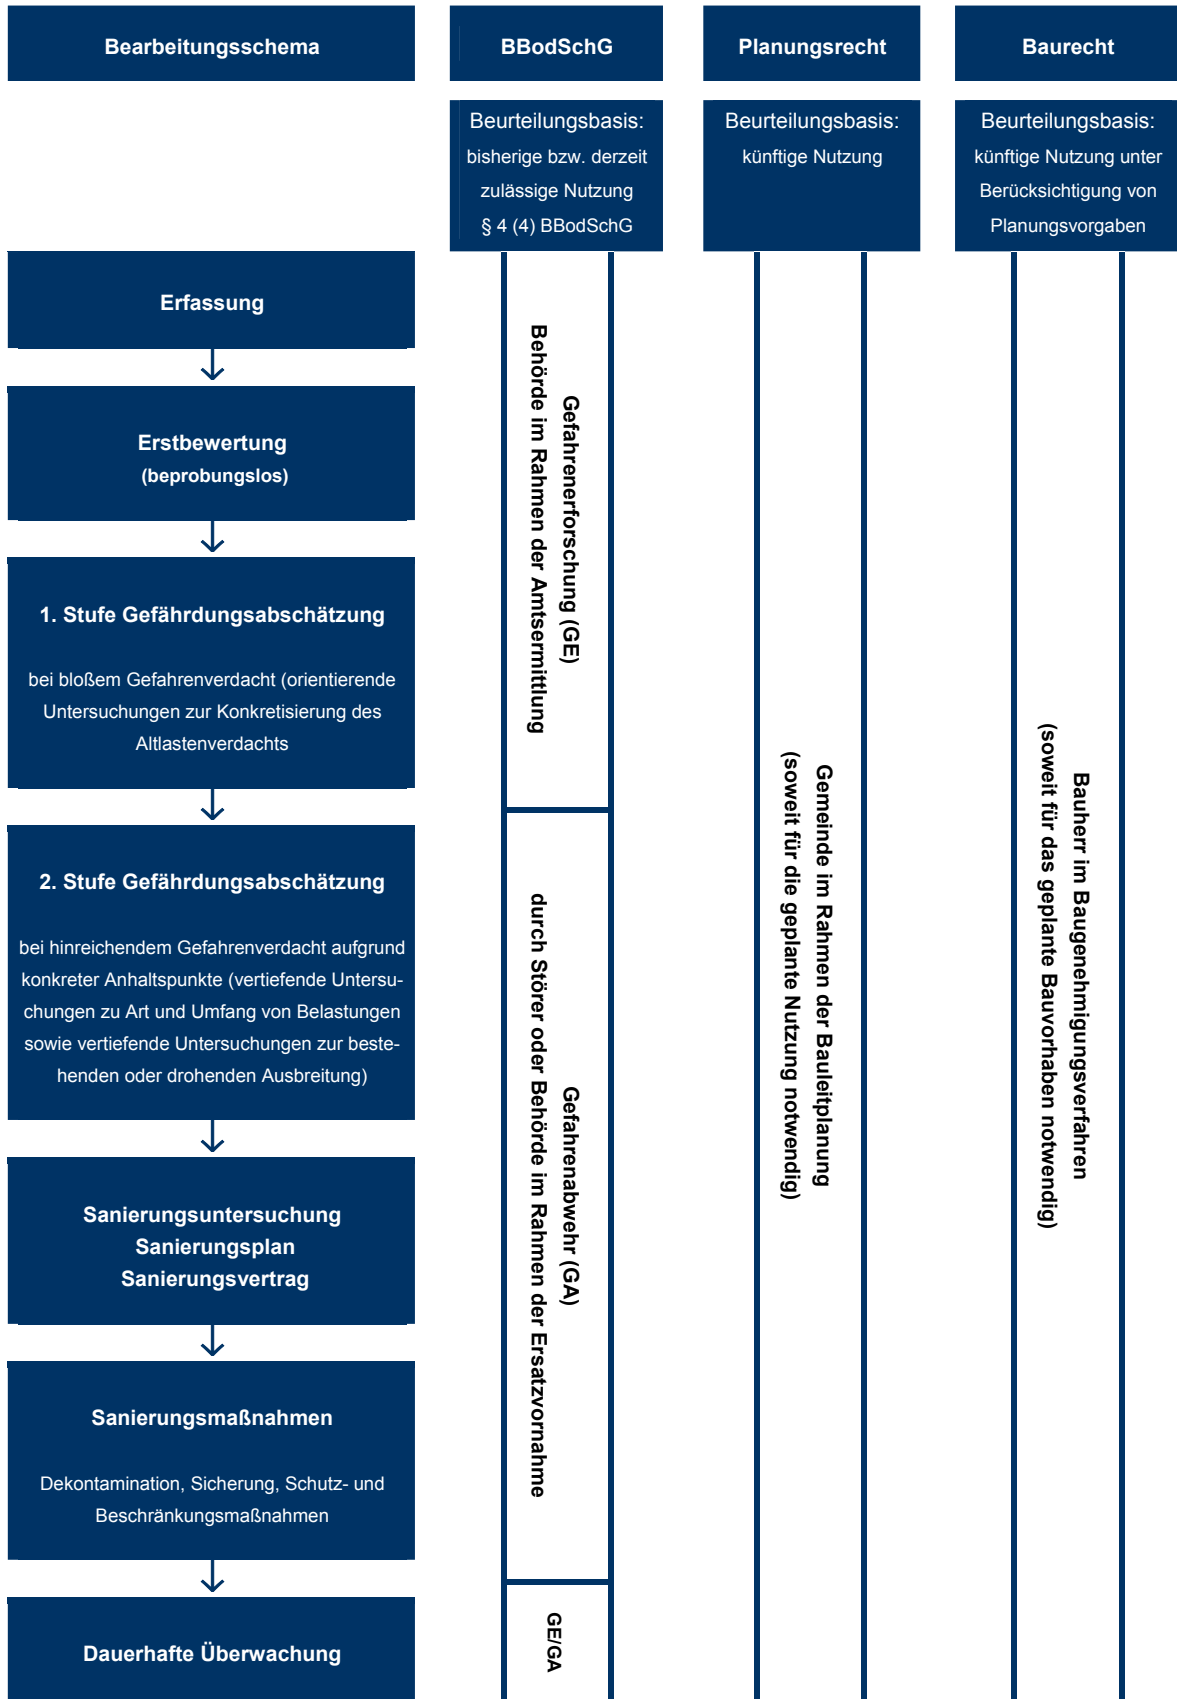 Bearbeitungsschema
BBodSchG
Planungsrecht
Baurecht
Beurteilungsbasis:
bisherige bzw. derzeit
zulässige Nutzung
§ 4 (4) BBodSchG
Beurteilungsbasis:
künftige Nutzung
Beurteilungsbasis:
künftige Nutzung unter
Berücksichtigung von
Planungsvorgaben
Erfassung
Erstbewertung
(beprobungslos)
1. Stufe Gefährdungsabschätzung
bei bloßem Gefahrenverdacht (orientierende
Untersuchungen zur Konkretisierung des
Altlastenverdachts
2. Stufe Gefährdungsabschätzung
bei hinreichendem Gefahrenverdacht aufgrund
konkreter Anhaltspunkte (vertiefende Untersu-
chungen zu Art und Umfang von Belastungen
sowie vertiefende Untersuchungen zur beste-
henden oder drohenden Ausbreitung)
Sanierungsuntersuchung
Sanierungsplan
Sanierungsvertrag
Sanierungsmaßnahmen
Dekontamination, Sicherung, Schutz- und
Beschränkungsmaßnahmen
Dauerhafte Überwachung
Gefahrenerforschung (GE)
Behörde im Rahmen der Amtsermittlung
Gefahrenabwehr (GA)
durch Störer oder Behörde im Rahmen der Ersatzvornahme
GE/GA
Gemeinde im Rahmen der Bauleitplanung
(soweit für die geplante Nutzung notwendig)
Bauherr im Baugenehmigungsverfahren
(soweit für das geplante Bauvorhaben notwendig)